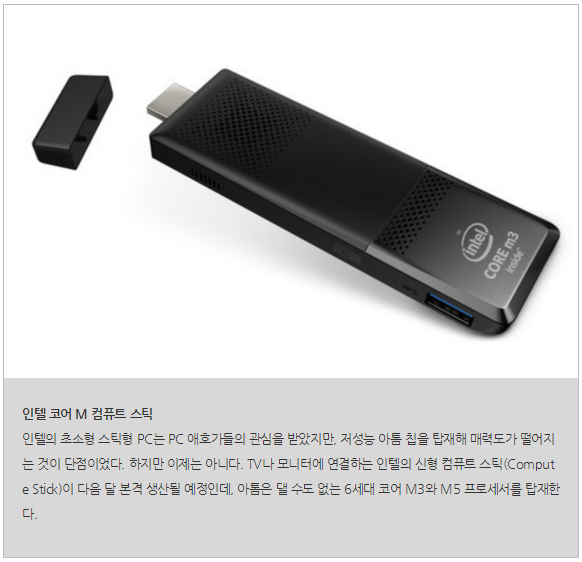 intel
CORE m3
inside™
인텔 코어 M 컴퓨트 스틱
인텔의 초소형 스틱형 PC는 PC 애호가들의 관심을 받았지만, 저성능 아톰 칩을 탑재해 매력도가 떨어지
는 것이 단점이었다. 하지만 이제는 아니다. TV나 모니터에 연결하는 인텔의 신형 컴퓨트 스틱(Comput
e Stick)이 다음 달 본격 생산될 예정인데, 아톰은 댈 수도 없는 6세대 코어 M3와 M5 프로세서를 탑재한
다.